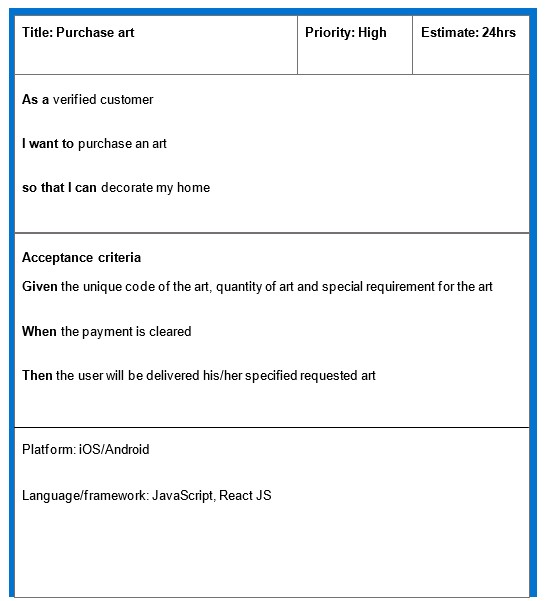 Title: Purchase art
Priority: High
Estimate: 24hrs
As a verified customer
I want to purchase an art
so that I can decorate my home
Acceptance criteria
Given the unique code of the art, quantity of art and special requirement for the art
When the payment is cleared
Then the user will be delivered his/her specified requested art
Platform: iOS/Android
Language/framework: JavaScript, React JS